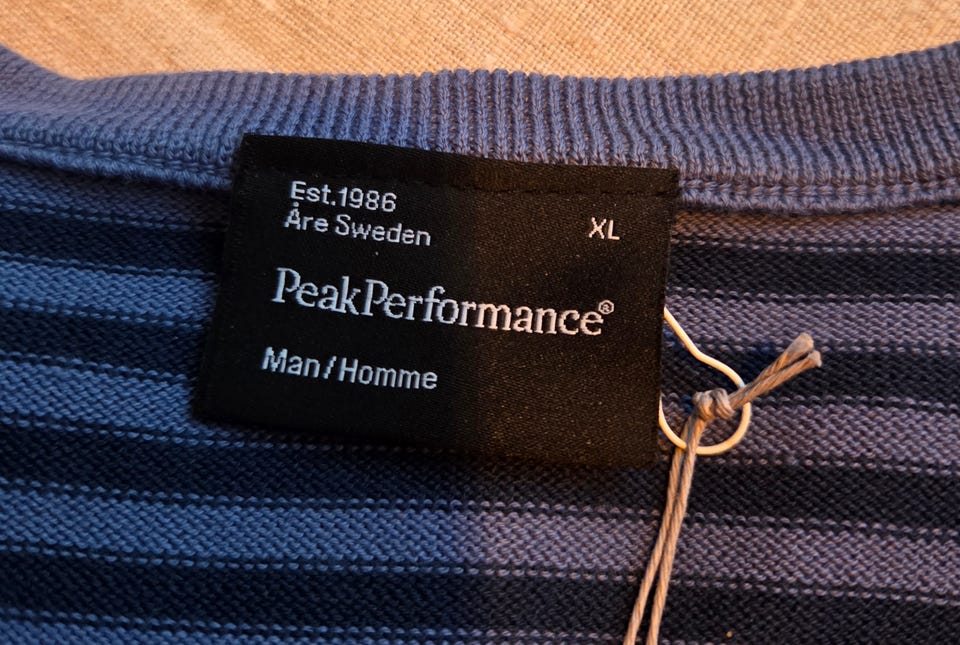 Est.1986
Åre Sweden
XL
PeakPerformance®
Man/Homme